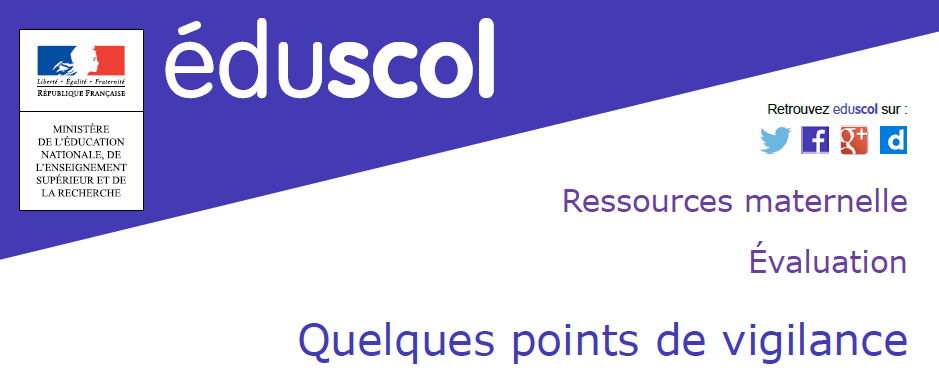 éduscol
Liberté • Égalité • Fraternité
RÉPUBLIQUE FRANÇAISE
MINISTÈRE
DE L'ÉDUCATION
NATIONALE, DE
L'ENSEIGNEMENT
SUPÉRIEUR ET DE
LA RECHERCHE
Retrouvez eduscol sur :
f g+ d
Ressources maternelle
Évaluation
Quelques points de vigilance